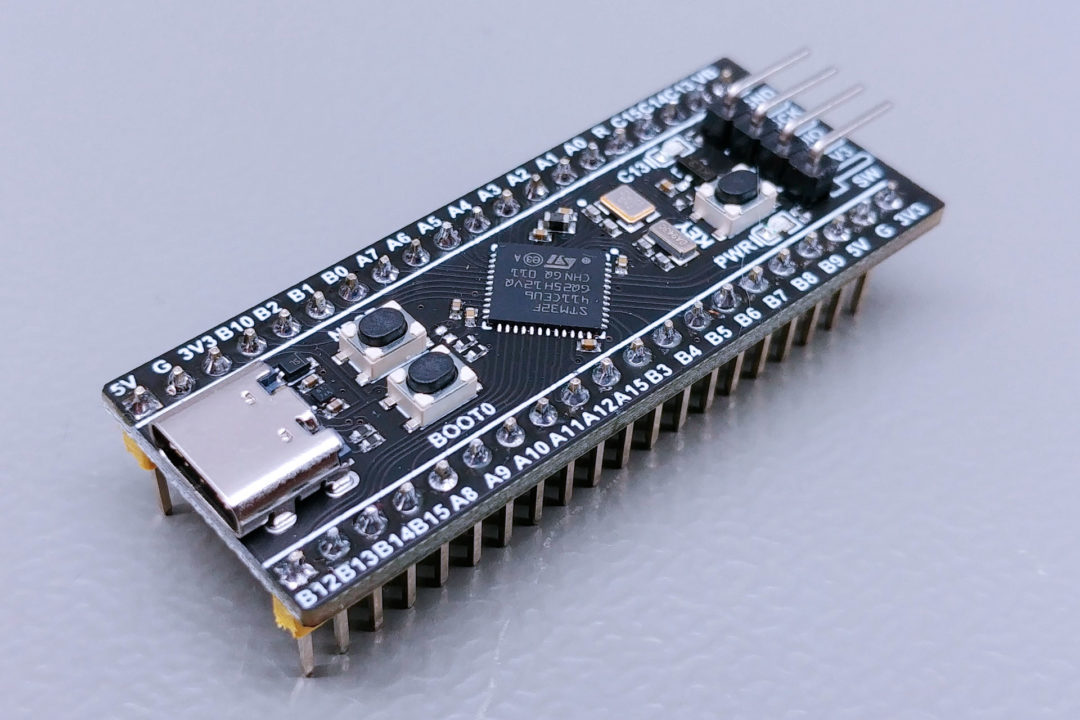 5V G 3V3 B10 B2 B1 B0 A7 A6 A5 A4 A3 A2 A1 A0 R C15 C14 C13 VB
C13
KEY
PWR
SW
STM32F
411CEU6
GQ25H12VQ
CHN GQ 011
BOOT0
B12 B13 B14 B15 A8 A9 A10 A11 A12 A15 B3 B4 B5 B6 B7 B8 B9 5V G 3V3